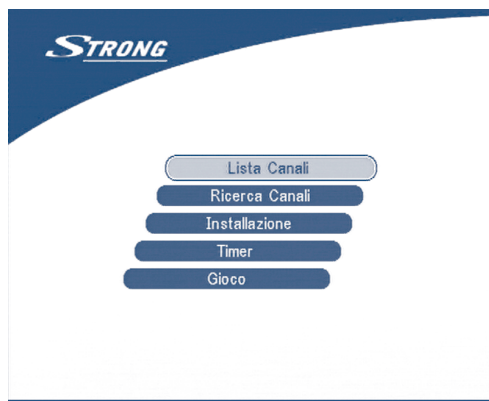 STRONG
Lista Canali
Ricerca Canali
Installazione
Timer
Gioco